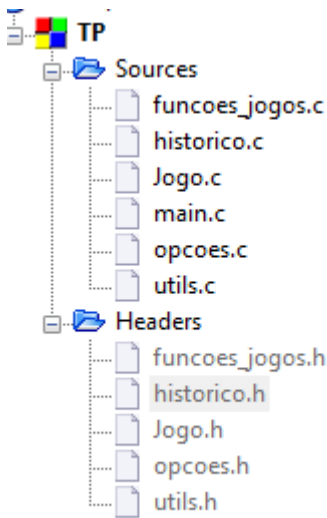 TP
Sources
funcoes_jogos.c
historico.c
Jogo.c
main.c
opcoes.c
utils.c
Headers
funcoes_jogos.h
historico.h
Jogo.h
opcoes.h
utils.h